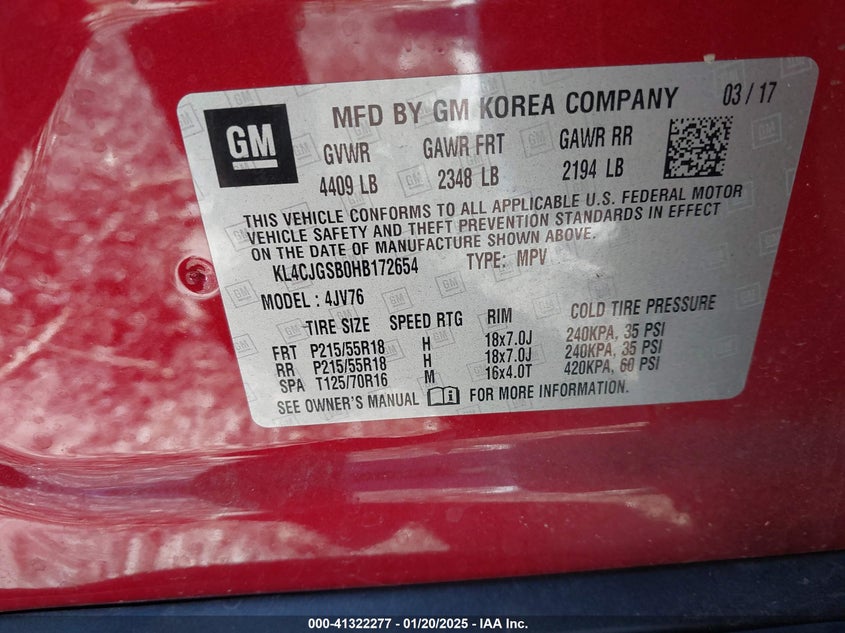 GM
MFD BY GM KOREA COMPANY 03 / 17
GVWR GAWR FRT GAWR RR
4409 LB 2348 LB 2194 LB
THIS VEHICLE CONFORMS TO ALL APPLICABLE U.S. FEDERAL MOTOR
VEHICLE SAFETY AND THEFT PREVENTION STANDARDS IN EFFECT
ON THE DATE OF MANUFACTURE SHOWN ABOVE.
KL4CJGSB0HB172654 TYPE: MPV
MODEL : 4JV76
TIRE SIZE SPEED RTG RIM COLD TIRE PRESSURE
FRT P215/55R18 H 18x7.0J 240KPA, 35 PSI
RR P215/55R18 H 18x7.0J 240KPA, 35 PSI
SPA T125/70R16 M 16x4.0T 420KPA, 60 PSI
SEE OWNER'S MANUAL FOR MORE INFORMATION.
000-41322277 - 01/20/2025 - IAA Inc.